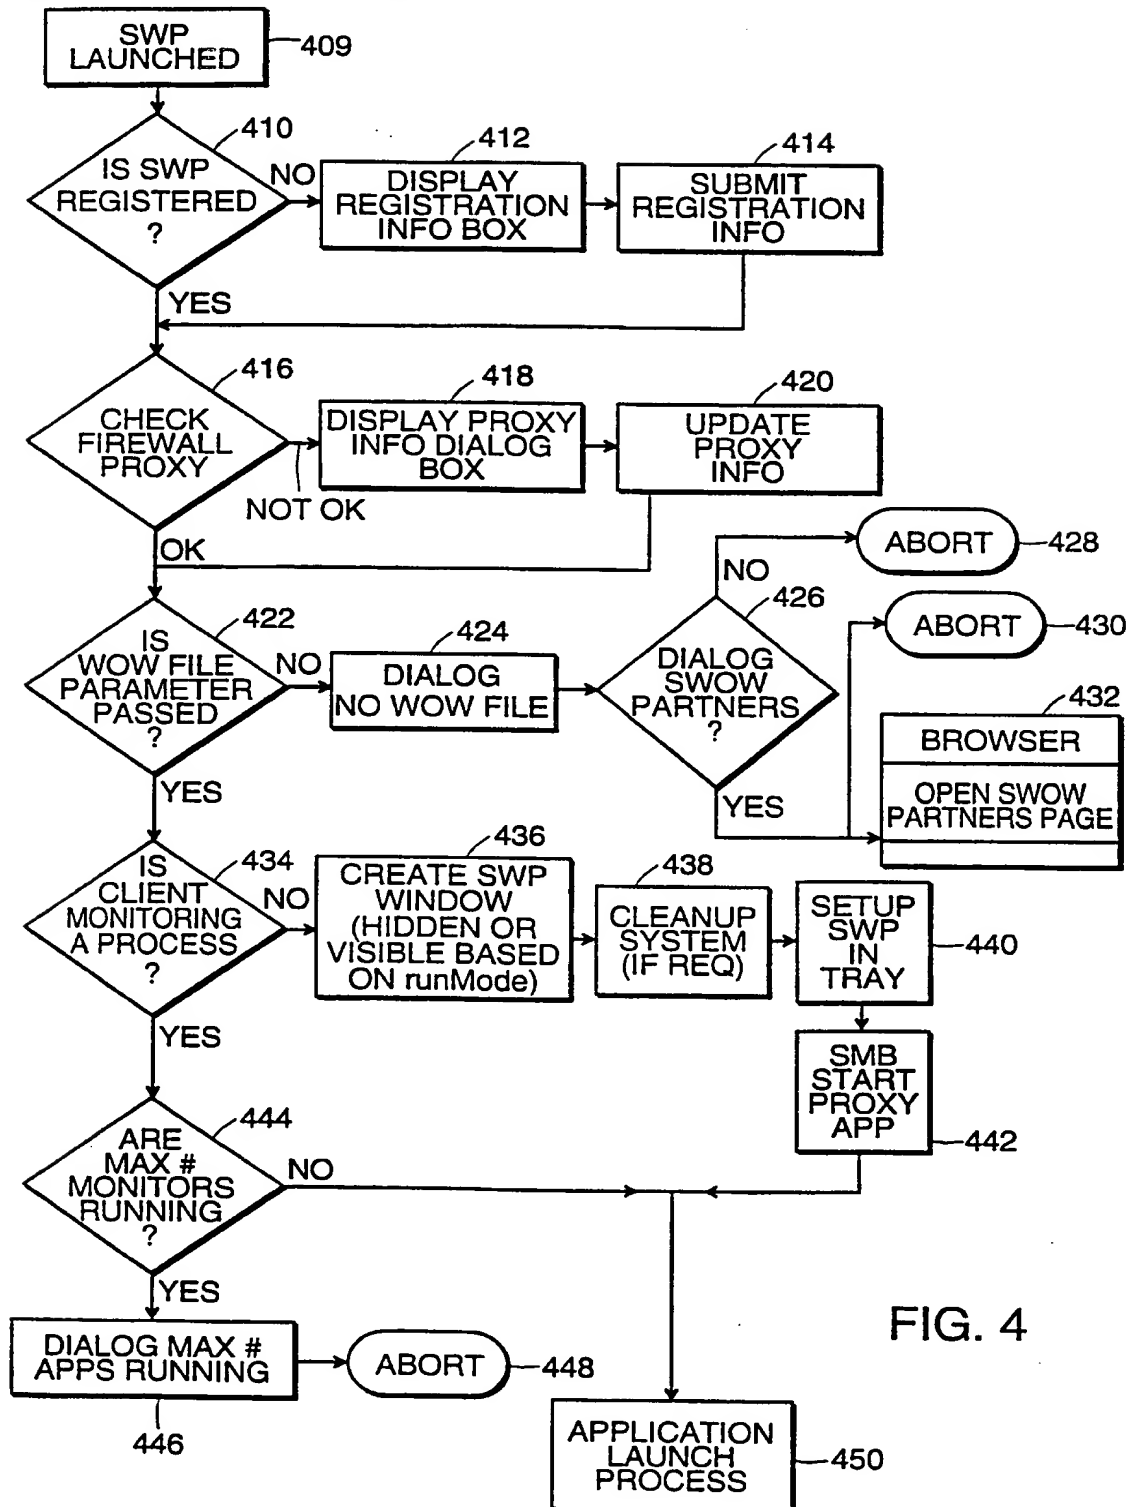 SWP
LAUNCHED
409
410
IS SWP
REGISTERED
?
NO
412
DISPLAY
REGISTRATION
INFO BOX
414
SUBMIT
REGISTRATION
INFO
YES
416
CHECK
FIREWALL
PROXY
NOT OK
418
DISPLAY PROXY
INFO DIALOG
BOX
420
UPDATE
PROXY
INFO
OK
422
IS
WOW FILE
PARAMETER
PASSED
?
NO
424
DIALOG
NO WOW FILE
426
DIALOG
SWOW
PARTNERS
?
NO
ABORT
428
ABORT
430
YES
432
BROWSER
OPEN SWOW
PARTNERS PAGE
YES
434
IS
CLIENT
MONITORING
A PROCESS
?
NO
436
CREATE SWP
WINDOW
(HIDDEN OR
VISIBLE BASED
ON runMode)
438
CLEANUP
SYSTEM
(IF REQ)
SETUP
SWP
IN
TRAY
440
SMB
START
PROXY
APP
442
YES
444
ARE
MAX #
MONITORS
RUNNING
?
NO
YES
DIALOG MAX #
APPS RUNNING
446
ABORT
448
APPLICATION
LAUNCH
PROCESS
450
FIG. 4